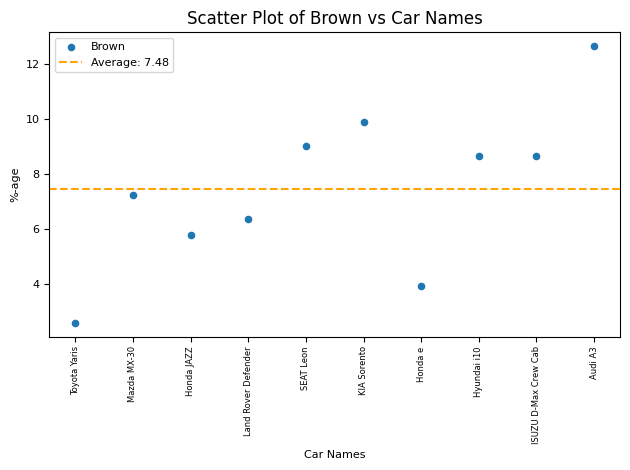 Scatter Plot of Brown vs Car Names
Brown
Average: 7.48
%-age
12
10
8
6
4
Toyota Yaris
Mazda MX-30
Honda JAZZ
Land Rover Defender
SEAT Leon
KIA Sorento
Honda e
Hyundai i10
ISUZU D-Max Crew Cab
Audi A3
Car Names